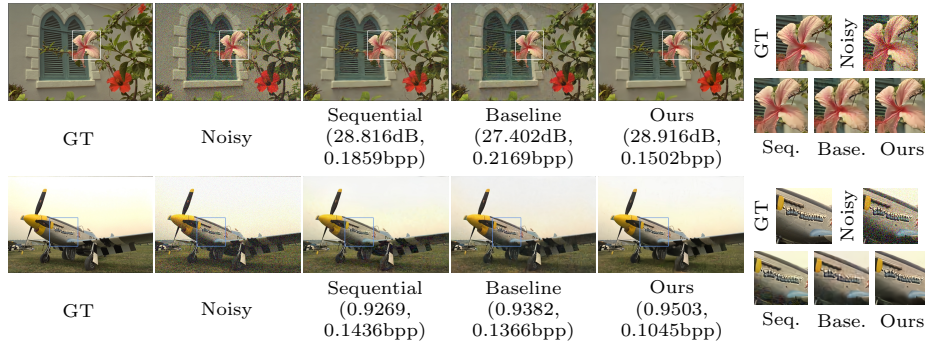 GT
Noisy
Sequential
(28.816dB,
0.1859bpp)
Baseline
(27.402dB,
0.2169bpp)
Ours
(28.916dB,
0.1502bpp)
GT
Noisy
Seq.
Base.
Ours
GT
Noisy
Sequential
(0.9269,
0.1436bpp)
Baseline
(0.9382,
0.1366bpp)
Ours
(0.9503,
0.1045bpp)
GT
Noisy
Seq.
Base.
Ours